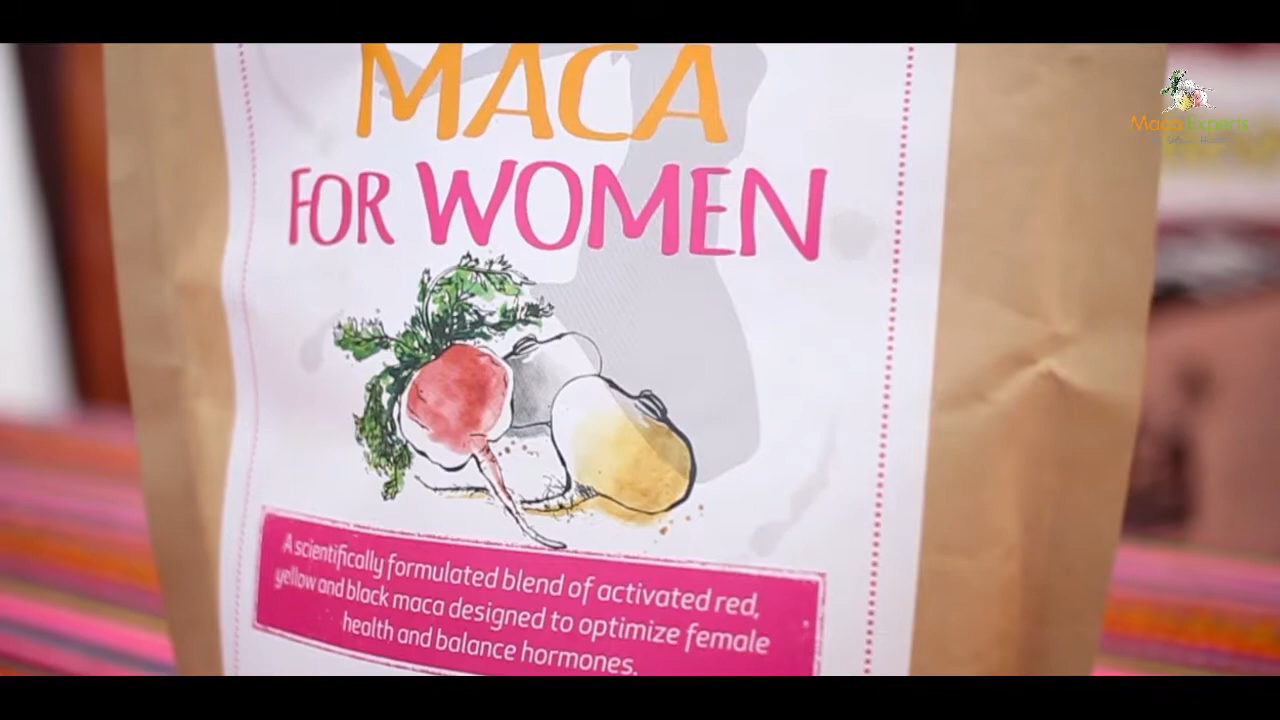 MACA
FOR WOMEN
A scientifically formulated blend of activated red,
yellow and black maca designed to optimize female
health and balance hormones.
Maca Experts